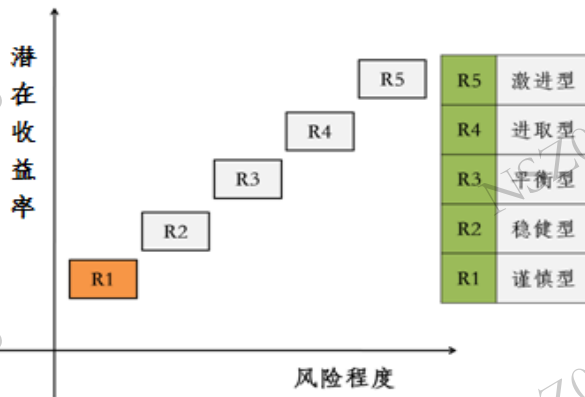 潜在收益率
R5
R4
R3
R2
R1
风险程度
R5 激进型
R4 进取型
R3 平衡型
R2 稳健型
R1 谨慎型